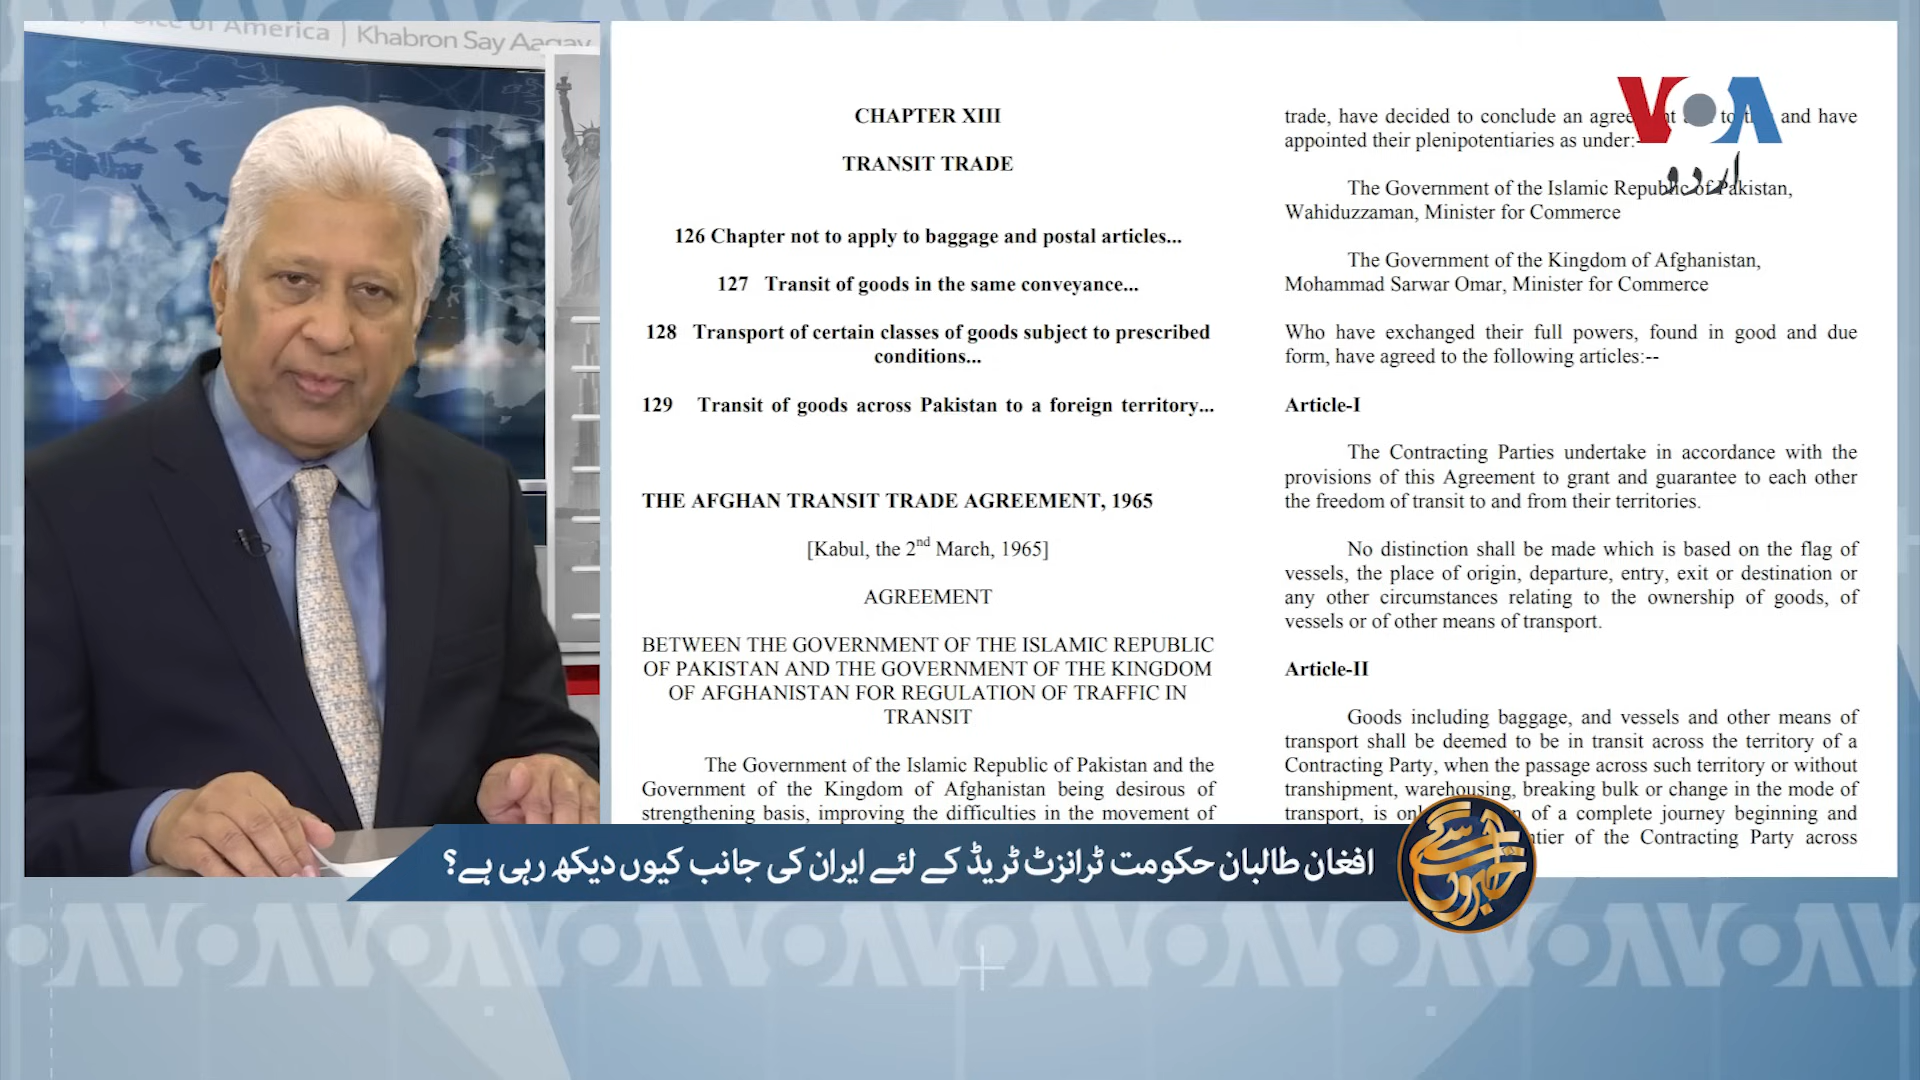 of America | Khabron Say Aagay
VOA
اردو
CHAPTER XIII
TRANSIT TRADE
126 Chapter not to apply to baggage and postal articles...
127 Transit of goods in the same conveyance...
128 Transport of certain classes of goods subject to prescribed
conditions...
129 Transit of goods across Pakistan to a foreign territory...
THE AFGHAN TRANSIT TRADE AGREEMENT, 1965
[Kabul, the 2nd March, 1965]
AGREEMENT
BETWEEN THE GOVERNMENT OF THE ISLAMIC REPUBLIC
OF PAKISTAN AND THE GOVERNMENT OF THE KINGDOM
OF AFGHANISTAN FOR REGULATION OF TRAFFIC IN
TRANSIT
The Government of the Islamic Republic of Pakistan and the
Government of the Kingdom of Afghanistan being desirous of
strengthening basis, improving the difficulties in the movement of
trade, have decided to conclude an and have
appointed their plenipotentiaries as under:-
The Government of the Islamic Republic of Pakistan,
Wahiduzzaman, Minister for Commerce
The Government of the Kingdom of Afghanistan,
Mohammad Sarwar Omar, Minister for Commerce
Who have exchanged their full powers, found in good and due
form, have agreed to the following articles:--
Article-I
The Contracting Parties undertake in accordance with the
provisions of this Agreement to grant and guarantee to each other
the freedom of transit to and from their territories.
No distinction shall be made which is based on the flag of
vessels, the place of origin, departure, entry, exit or destination or
any other circumstances relating to the ownership of goods, of
vessels or of other means of transport.
Article-II
Goods including baggage, and vessels and other means of
transport shall be deemed to be in transit across the territory of a
Contracting Party, when the passage across such territory or without
transhipment, warehousing, breaking bulk or change in the mode of
transport, is of a complete journey beginning and
of the Contracting Party across
افغان طالبان حکومت ٹرانزٹ ٹریڈ کے لئے ایران کی جانب کیوں دیکھ رہی ہے؟
خبروں سے آگے